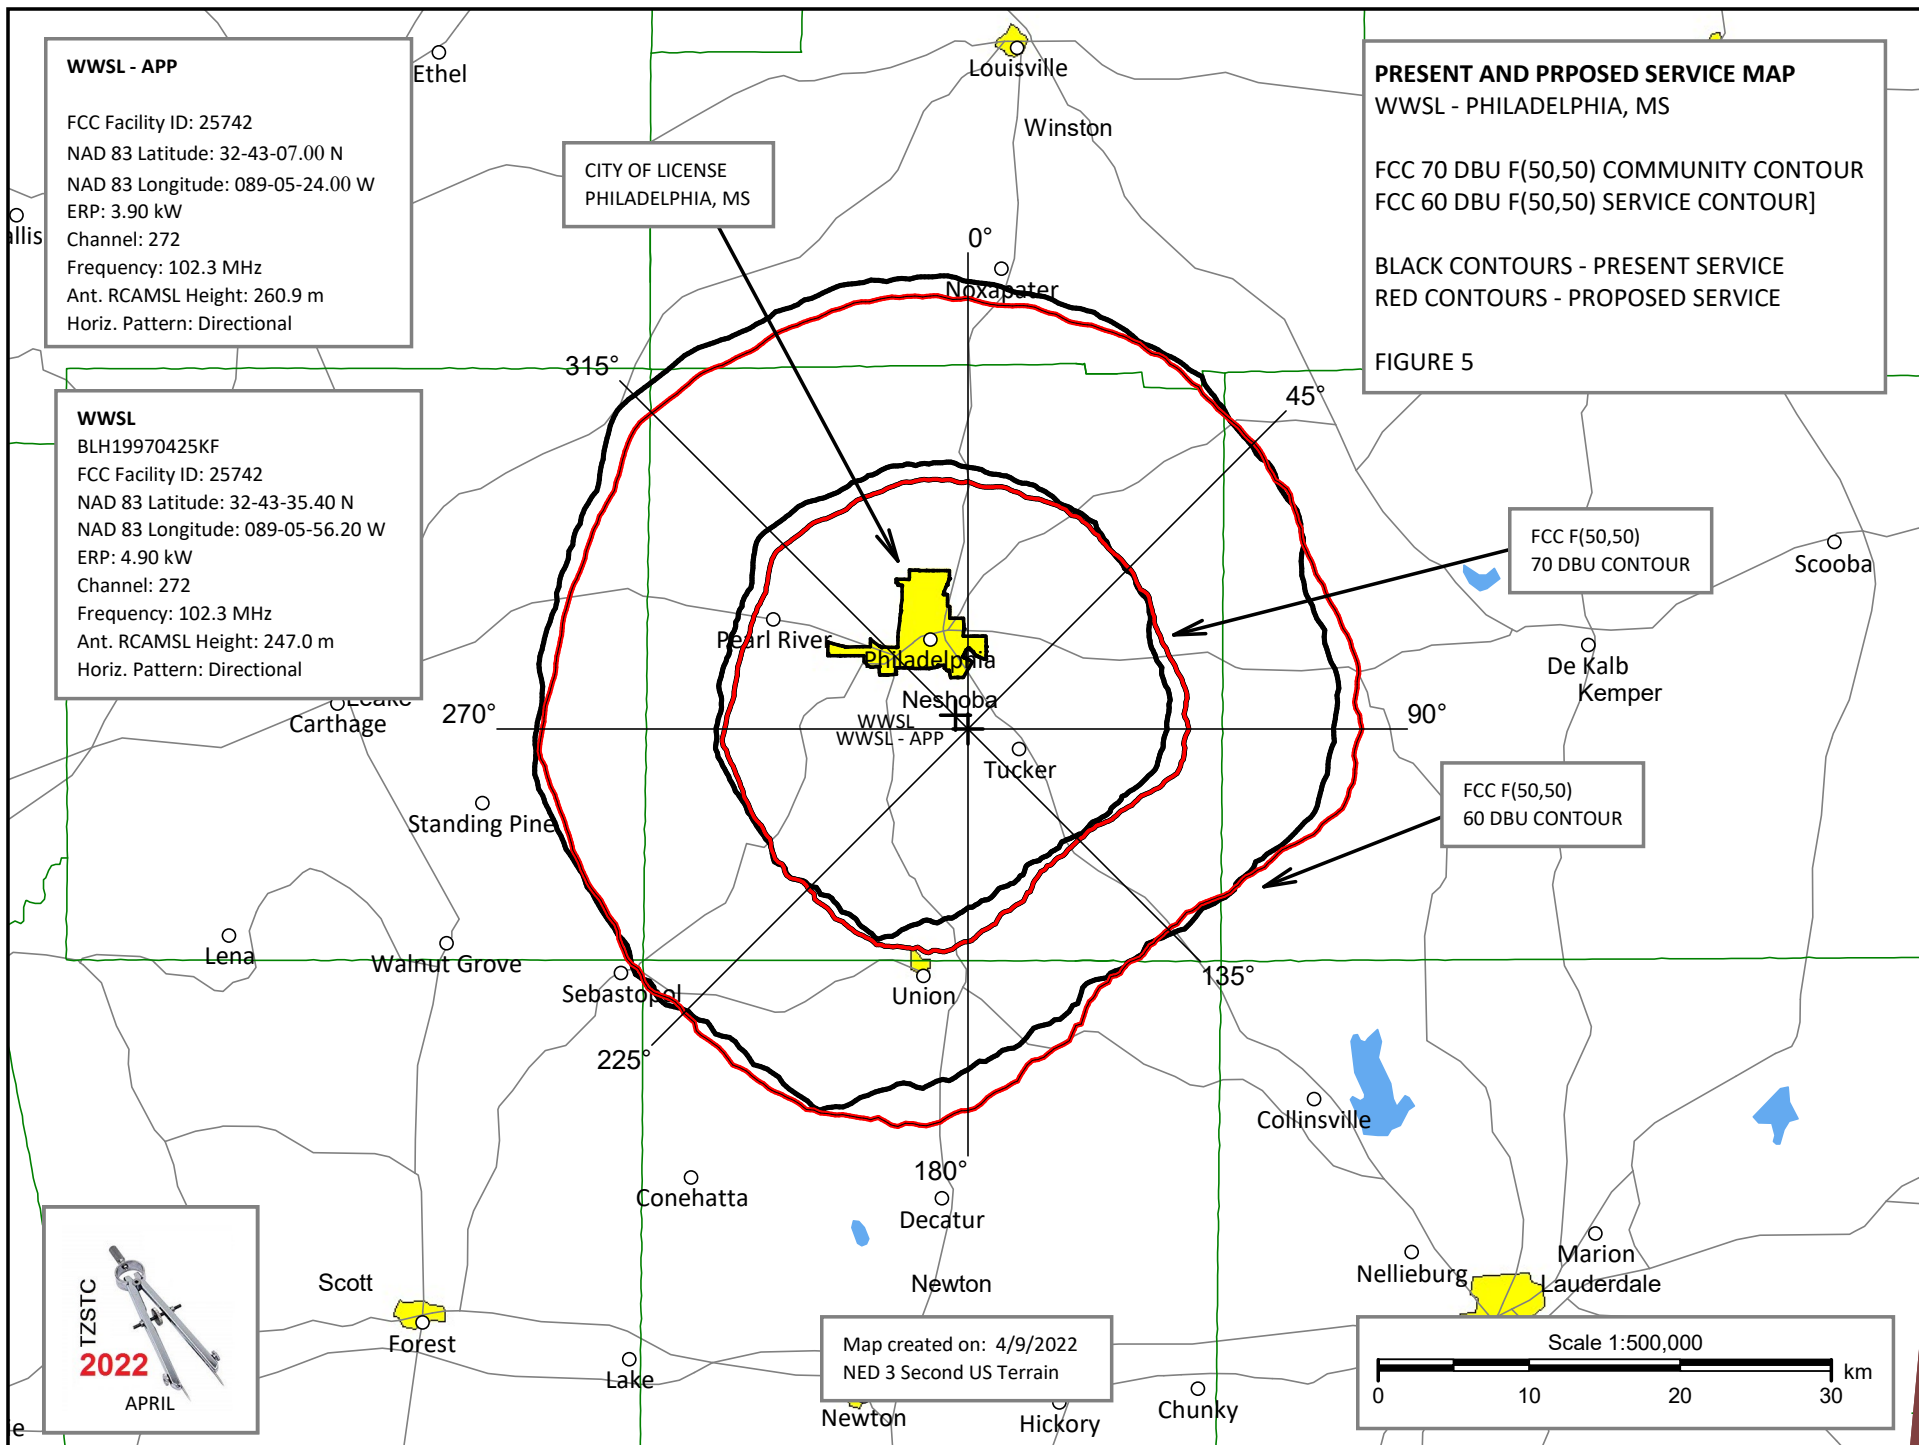 WWSL - APP
FCC Facility ID: 25742
NAD 83 Latitude: 32-43-07.00 N
NAD 83 Longitude: 089-05-24.00 W
ERP: 3.90 kW
Channel: 272
Frequency: 102.3 MHz
Ant. RCAMSL Height: 260.9 m
Horiz. Pattern: Directional
WWSL
BLH19970425KF
FCC Facility ID: 25742
NAD 83 Latitude: 32-43-35.40 N
NAD 83 Longitude: 089-05-56.20 W
ERP: 4.90 kW
Channel: 272
Frequency: 102.3 MHz
Ant. RCAMSL Height: 247.0 m
Horiz. Pattern: Directional
CITY OF LICENSE
PHILADELPHIA, MS
PRESENT AND PRPOSED SERVICE MAP
WWSL - PHILADELPHIA, MS
FCC 70 DBU F(50,50) COMMUNITY CONTOUR
FCC 60 DBU F(50,50) SERVICE CONTOUR]
BLACK CONTOURS - PRESENT SERVICE
RED CONTOURS - PROPOSED SERVICE
FIGURE 5
Ethel
Louisville
Winston
allis
0°
Noxapater
315°
45°
FCC F(50,50)
70 DBU CONTOUR
Scooba
Pearl River
Philadelphia
De Kalb
Kemper
Neshoba
Leake
Carthage
270°
WWSL
WWSL - APP
90°
Tucker
FCC F(50,50)
60 DBU CONTOUR
Standing Pine
Lena
Walnut Grove
Sebastopol
Union
135°
225°
Collinsville
180°
Conehatta
Decatur
Nellieburg
Marion
Lauderdale
Scott
Newton
Forest
Lake
Newton
Hickory
Chunky
ie
TZSTC
2022
APRIL
Map created on: 4/9/2022
NED 3 Second US Terrain
Scale 1:500,000
km
0 10 20 30